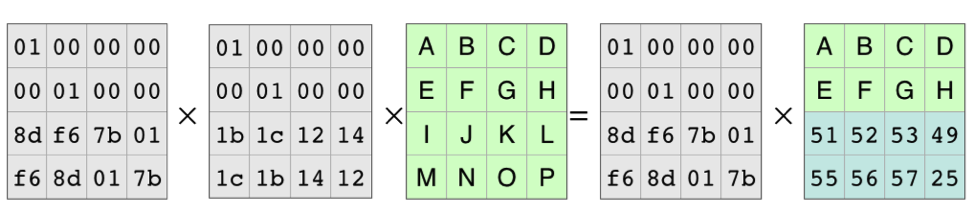 01 00 00 00 01 00 00 00 A B C D 01 00 00 00 A B C D
00 01 00 00 00 01 00 00 E F G H 00 01 00 00 E F G H
× × = ×
8d f6 7b 01 1b 1c 12 14 I J K L 8d f6 7b 01 51 52 53 49
f6 8d 01 7b 1c 1b 14 12 M N O P f6 8d 01 7b 55 56 57 25